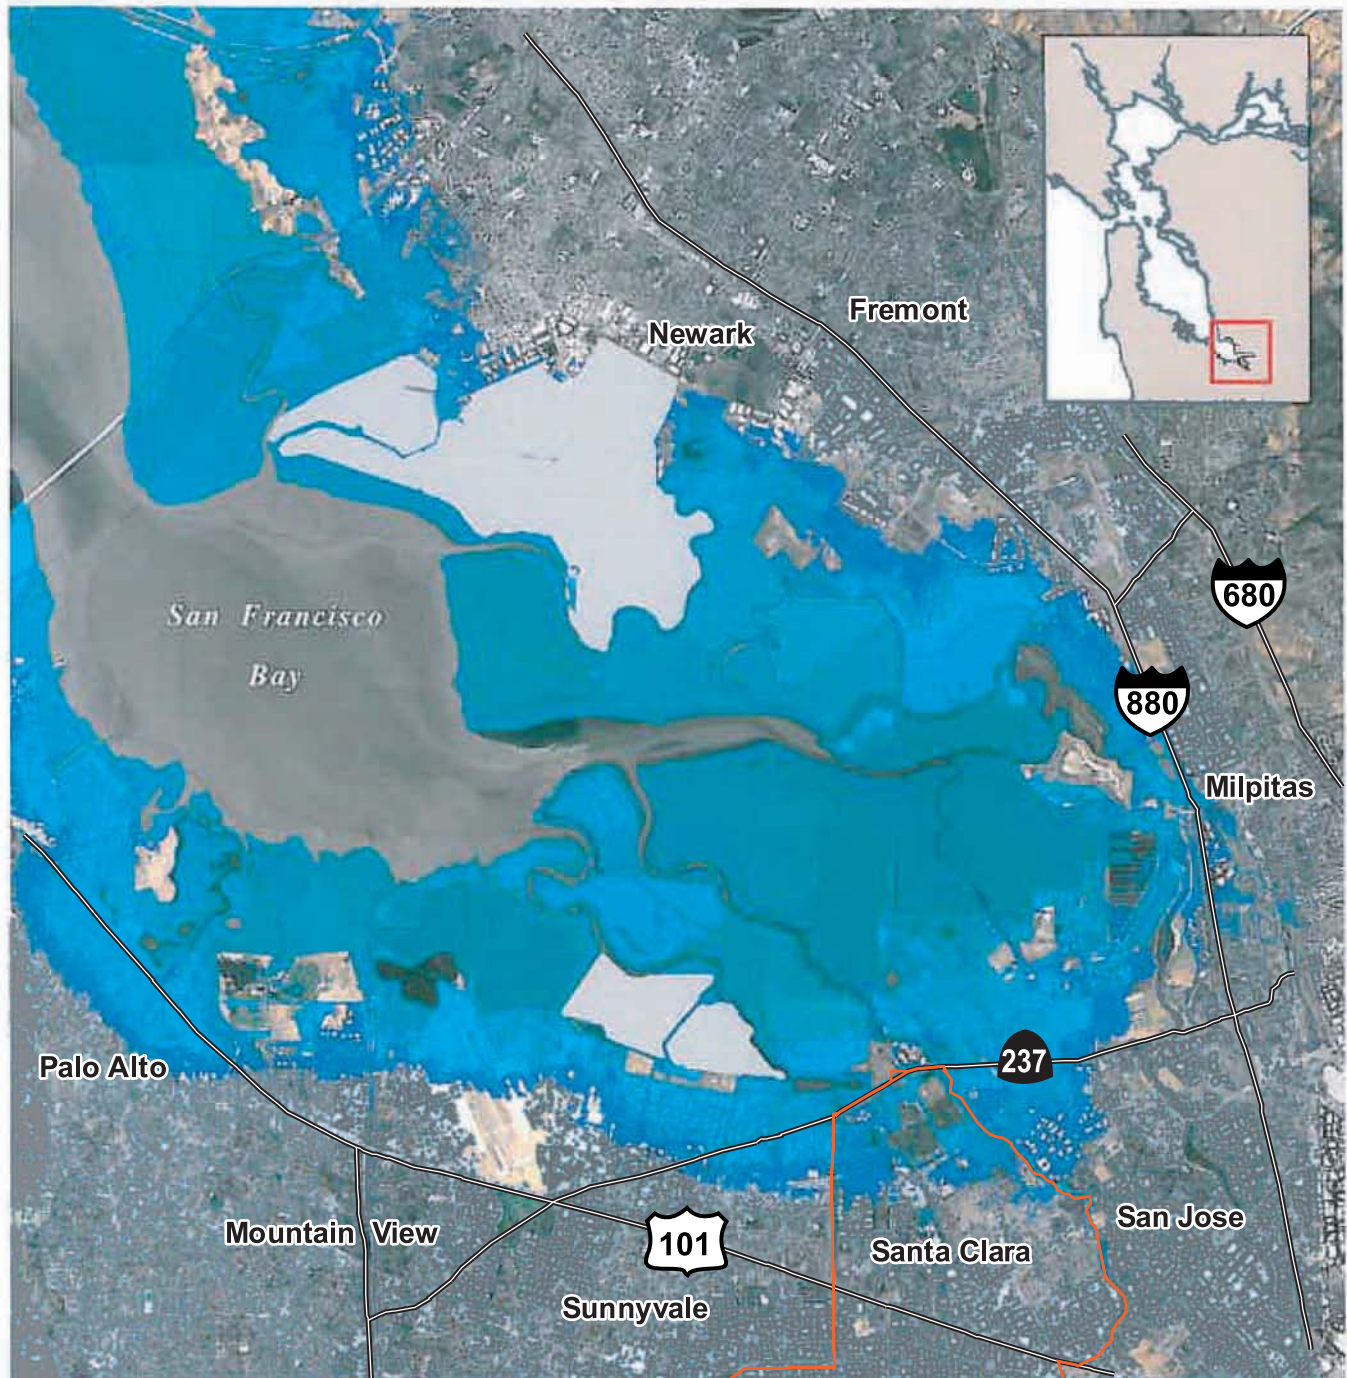 Fremont
Newark
680
San Francisco
Bay
880
Milpitas
237
Palo Alto
San Jose
Mountain View
101
Santa Clara
Sunnyvale